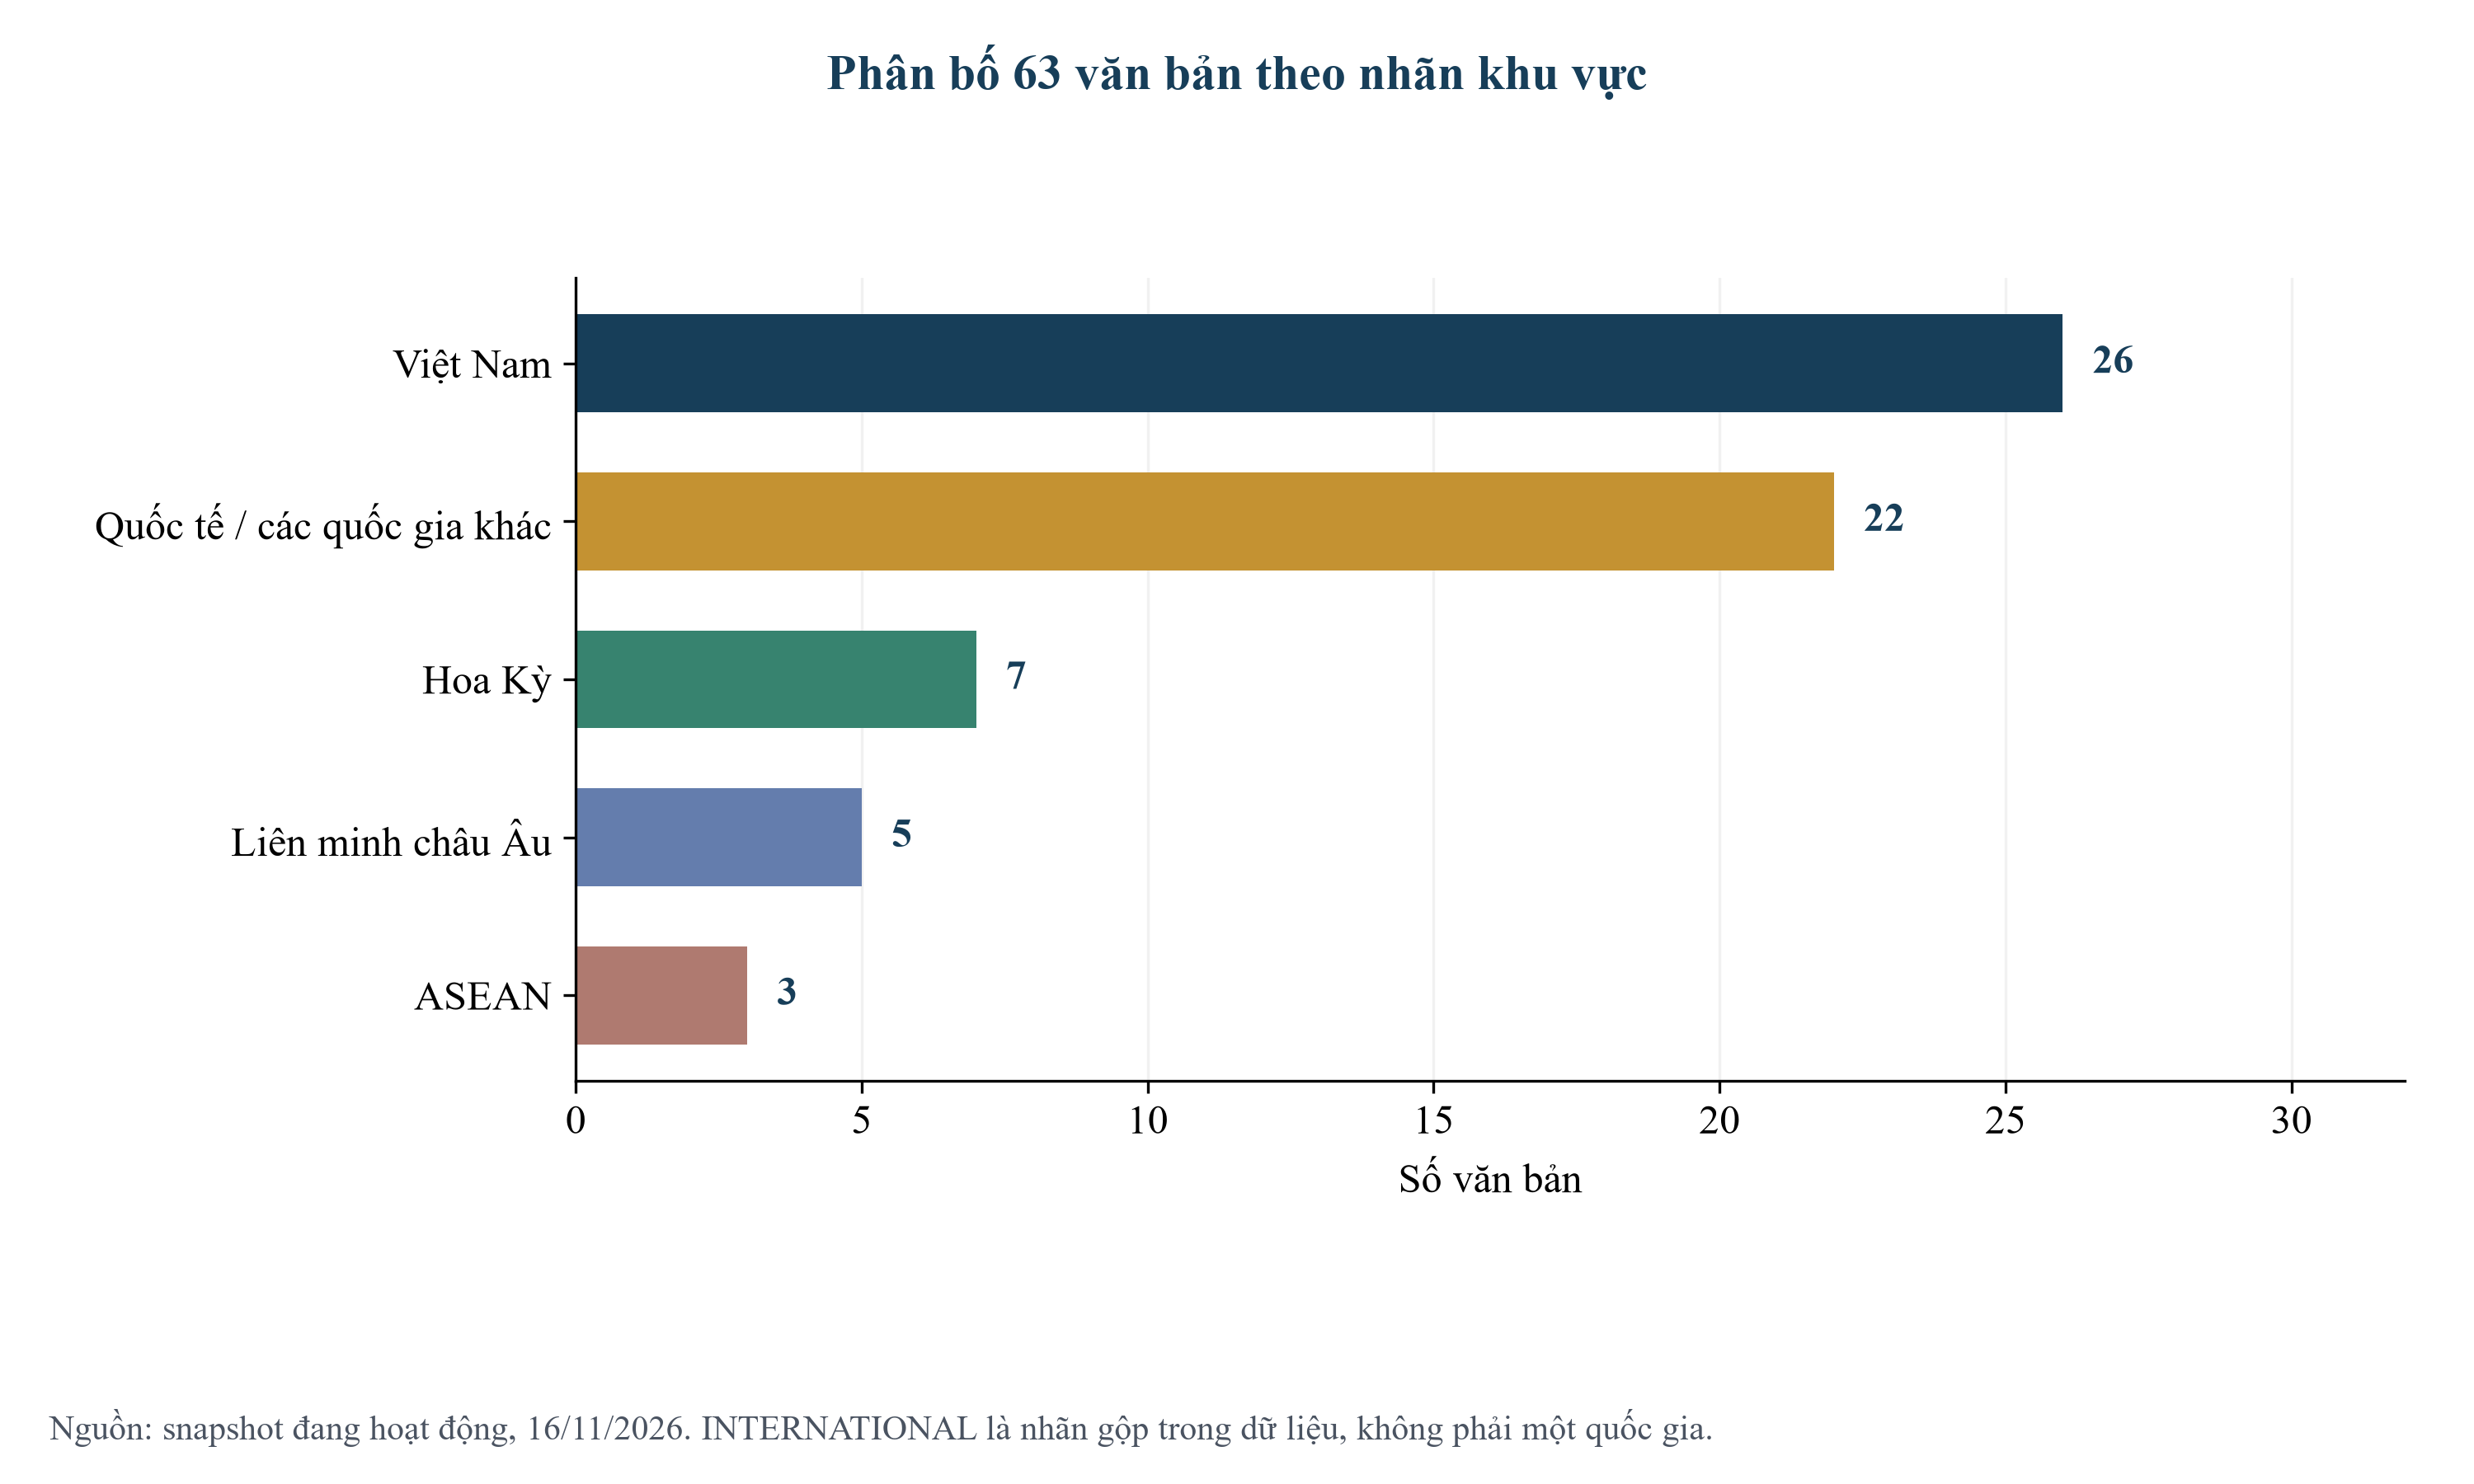 Phân bố 63 văn bản theo nhãn khu vực
Việt Nam
26
Quốc tế / các quốc gia khác
22
Hoa Kỳ
7
Liên minh châu Âu
5
ASEAN
3
0 5 10 15 20 25 30
Số văn bản
Nguồn: snapshot đang hoạt động, 16/11/2026. INTERNATIONAL là nhãn gộp trong dữ liệu, không phải một quốc gia.